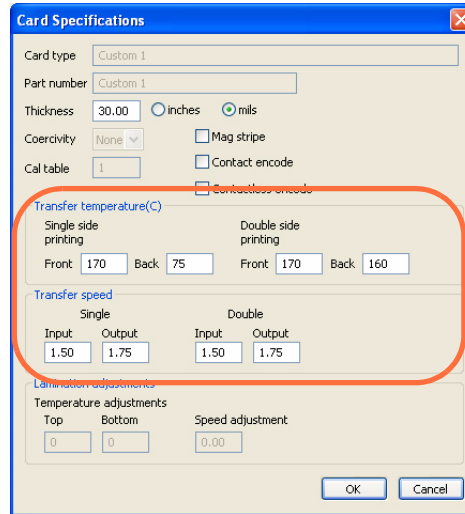 Card Specifications
Card type Custom 1
Part number Custom 1
Thickness 30.00 inches mils
Coercivity None Mag stripe
Cal table 1 Contact encode
Contactless encode
Transfer temperature(C)
Single side Double side
printing printing
Front 170 Back 75 Front 170 Back 160
Transfer speed
Single Double
Input Output Input Output
1.50 1.75 1.50 1.75
Lamination adjustments
Temperature adjustments
Top Bottom Speed adjustment
0 0 0.00
OK Cancel